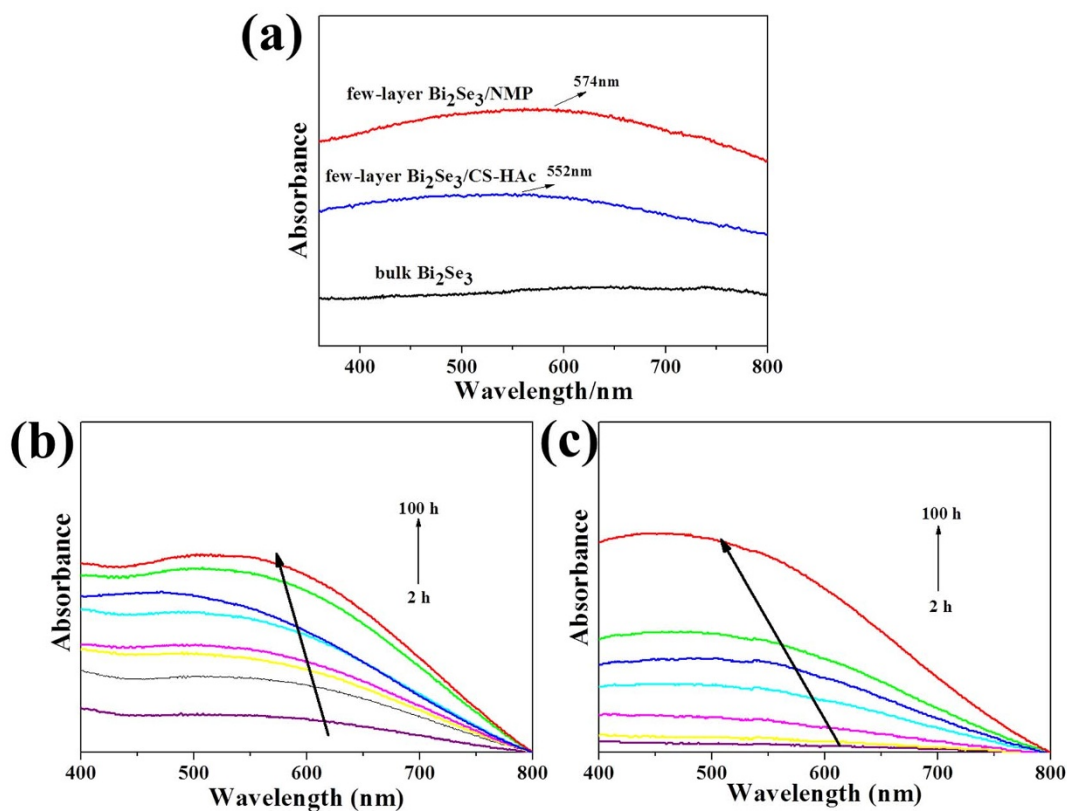 (a)
few-layer Bi₂Se₃/NMP
574nm
few-layer Bi₂Se₃/CS-HAc
552nm
bulk Bi₂Se₃
Absorbance
400 500 600 700 800
Wavelength/nm
(b)
100 h
2 h
Absorbance
400 500 600 700 800
Wavelength (nm)
(c)
100 h
2 h
Absorbance
400 500 600 700 800
Wavelength (nm)